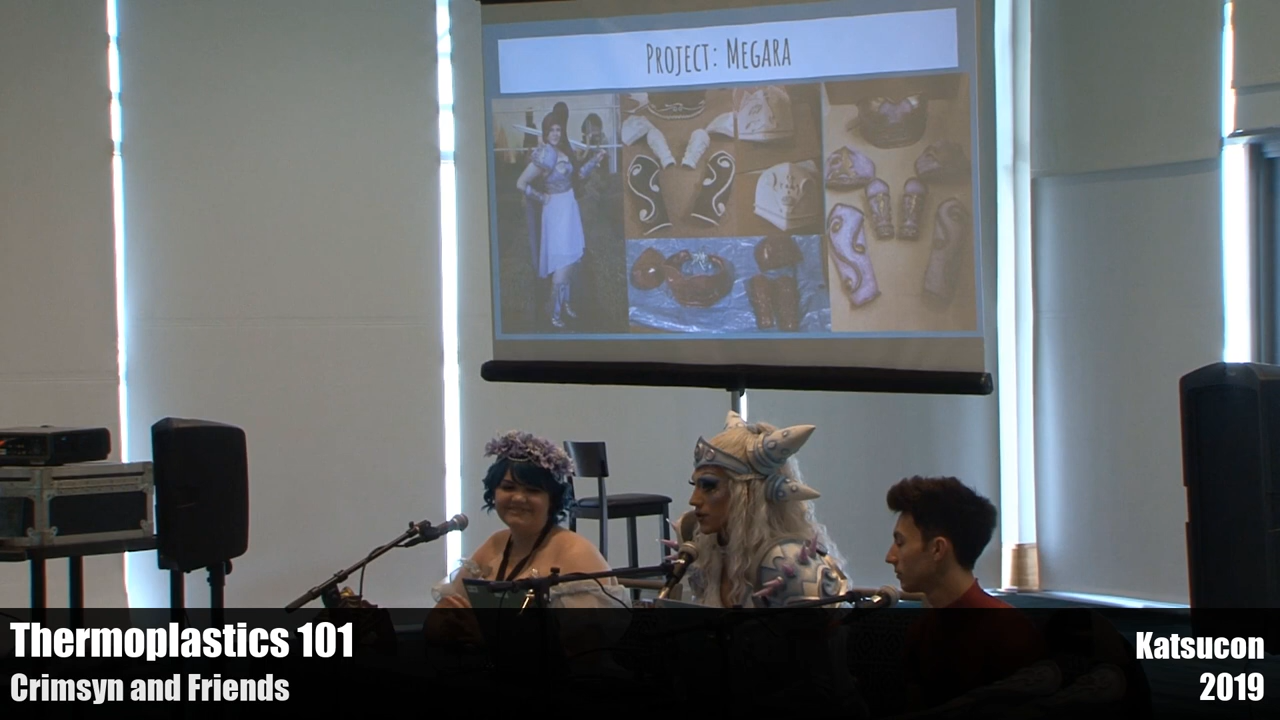 PROJECT: MEGARA
Thermoplastics 101
Crimsyn and Friends
Katsucon
2019